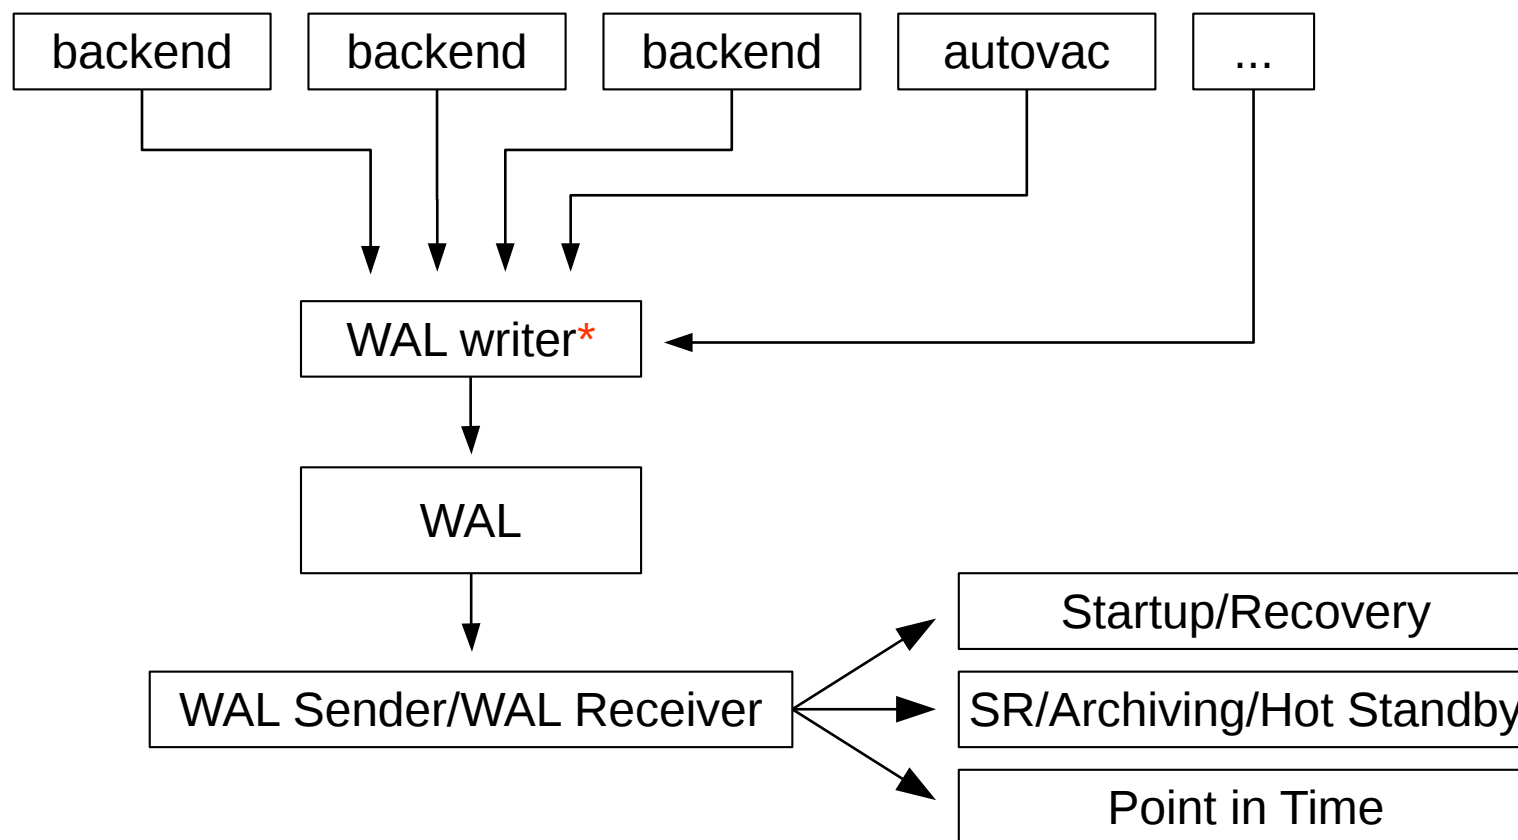 backend
backend
backend
autovac
...
WAL writer*
WAL
Startup/Recovery
WAL Sender/WAL Receiver
SR/Archiving/Hot Standby
Point in Time